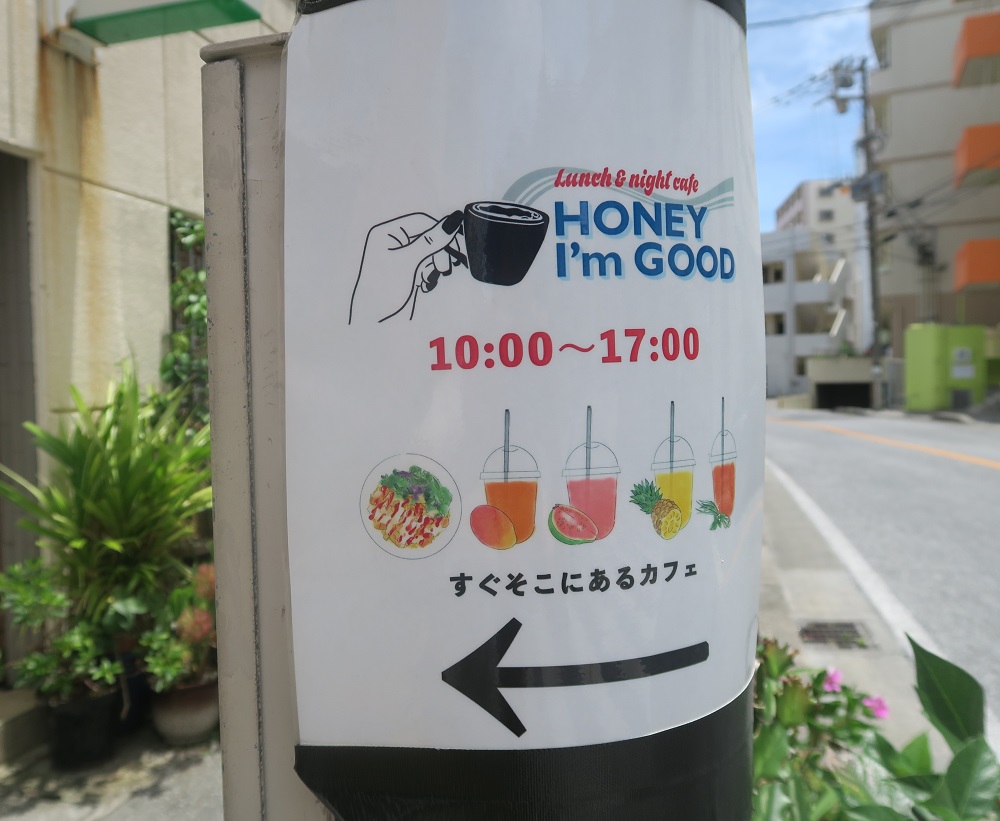 Lunch & night cafe
HONEY
I'm GOOD
10:00～17:00
すぐそこにあるカフェ